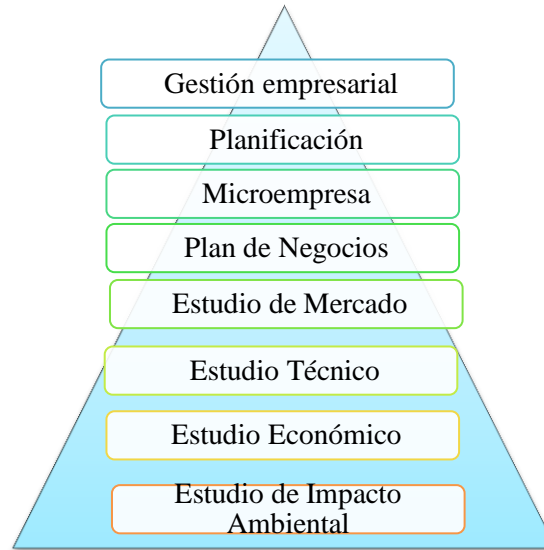 Gestión empresarial
Planificación
Microempresa
Plan de Negocios
Estudio de Mercado
Estudio Técnico
Estudio Económico
Estudio de Impacto
Ambiental